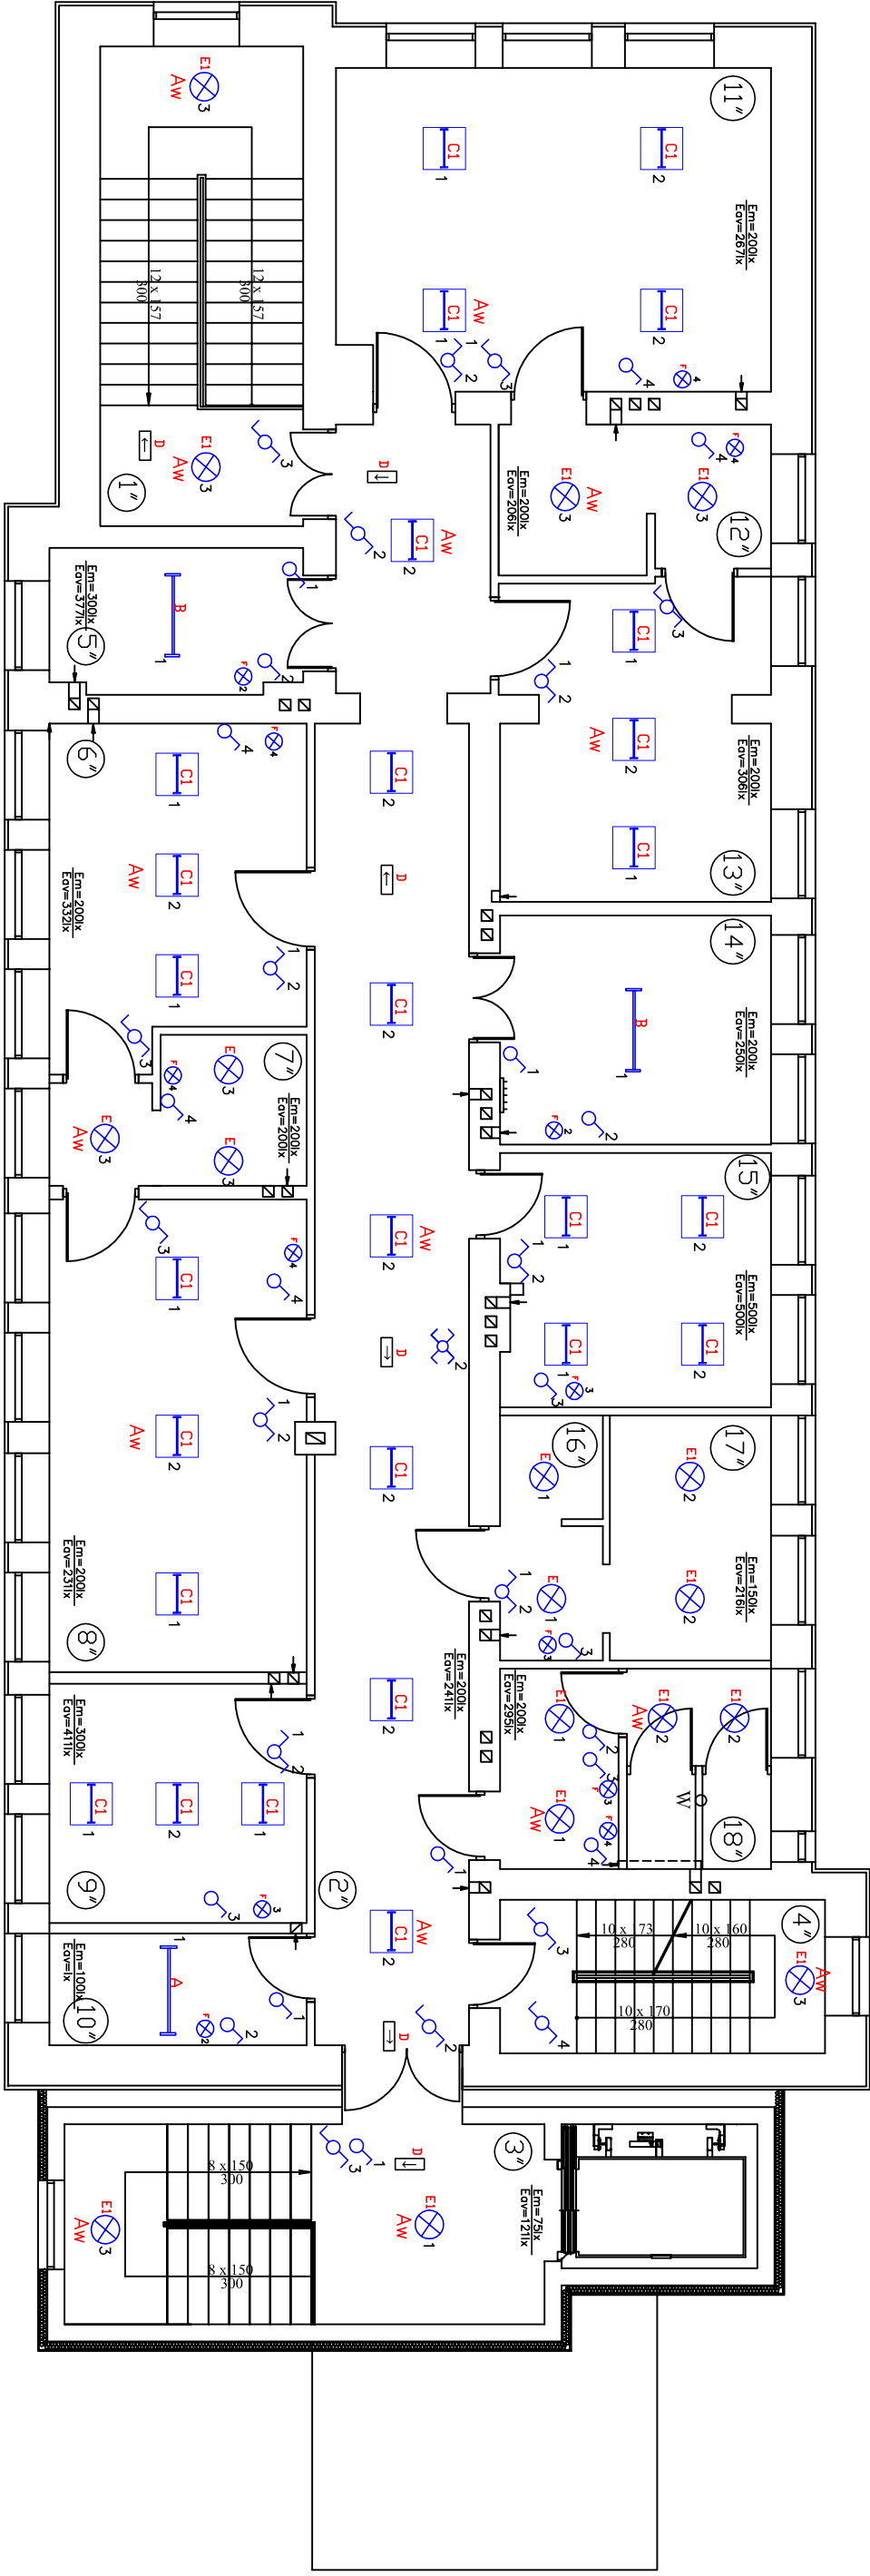 E1
Aw
3
12 x 157
300
12 x 157
300
E1
Aw
3
3
D
1"
11"
Em=200lx
Eav=267lx
C1
1
C1
2
C1
1
C1
2
Aw
1
2
3
4
F
4
D
C1
2
Aw
2
12"
Em=200lx
Eav=206lx
E1
3
Aw
E1
3
4
F
4
3
5"
Em=300lx
Eav=377lx
B
1
1
2
F
2
13"
Em=200lx
Eav=306lx
C1
1
C1
2
C1
1
Aw
1
2
6"
Em=200lx
Eav=332lx
C1
1
C1
2
C1
1
Aw
4
F
4
1
2
3
C1
2
D
C1
2
14"
Em=200lx
Eav=250lx
B
1
1
2
F
2
7"
Em=200lx
Eav=200lx
E
3
E
3
E
3
Aw
F
4
4
15"
Em=500lx
Eav=500lx
C1
1
C1
2
C1
1
C1
2
1
2
3
F
3
C1
2
Aw
D
2
C1
2
8"
Em=200lx
Eav=231lx
C1
1
C1
2
C1
1
Aw
3
4
F
4
1
2
16"
E
1
E
1
1
2
3
F
3
17"
Em=150lx
Eav=216lx
E1
2
E1
2
Em=200lx
Eav=241lx
C1
2
18"
Em=200lx
Eav=295lx
E1
1
E1
1
Aw
E1
2
Aw
E1
2
2
3
F
3
F
4
4
W
9"
Em=300lx
Eav=411lx
C1
1
C1
2
C1
1
1
2
3
F
3
2"
1
C1
2
Aw
2
D
10"
Em=100lx
Eav=lx
A
1
1
2
F
2
4"
10 x 173
280
10 x 160
280
10 x 170
280
E1
Aw
3
3
4
3"
Em=75lx
Eav=121lx
E1
Aw
1
D
1
3
8 x 150
300
8 x 150
300
E1
Aw
3